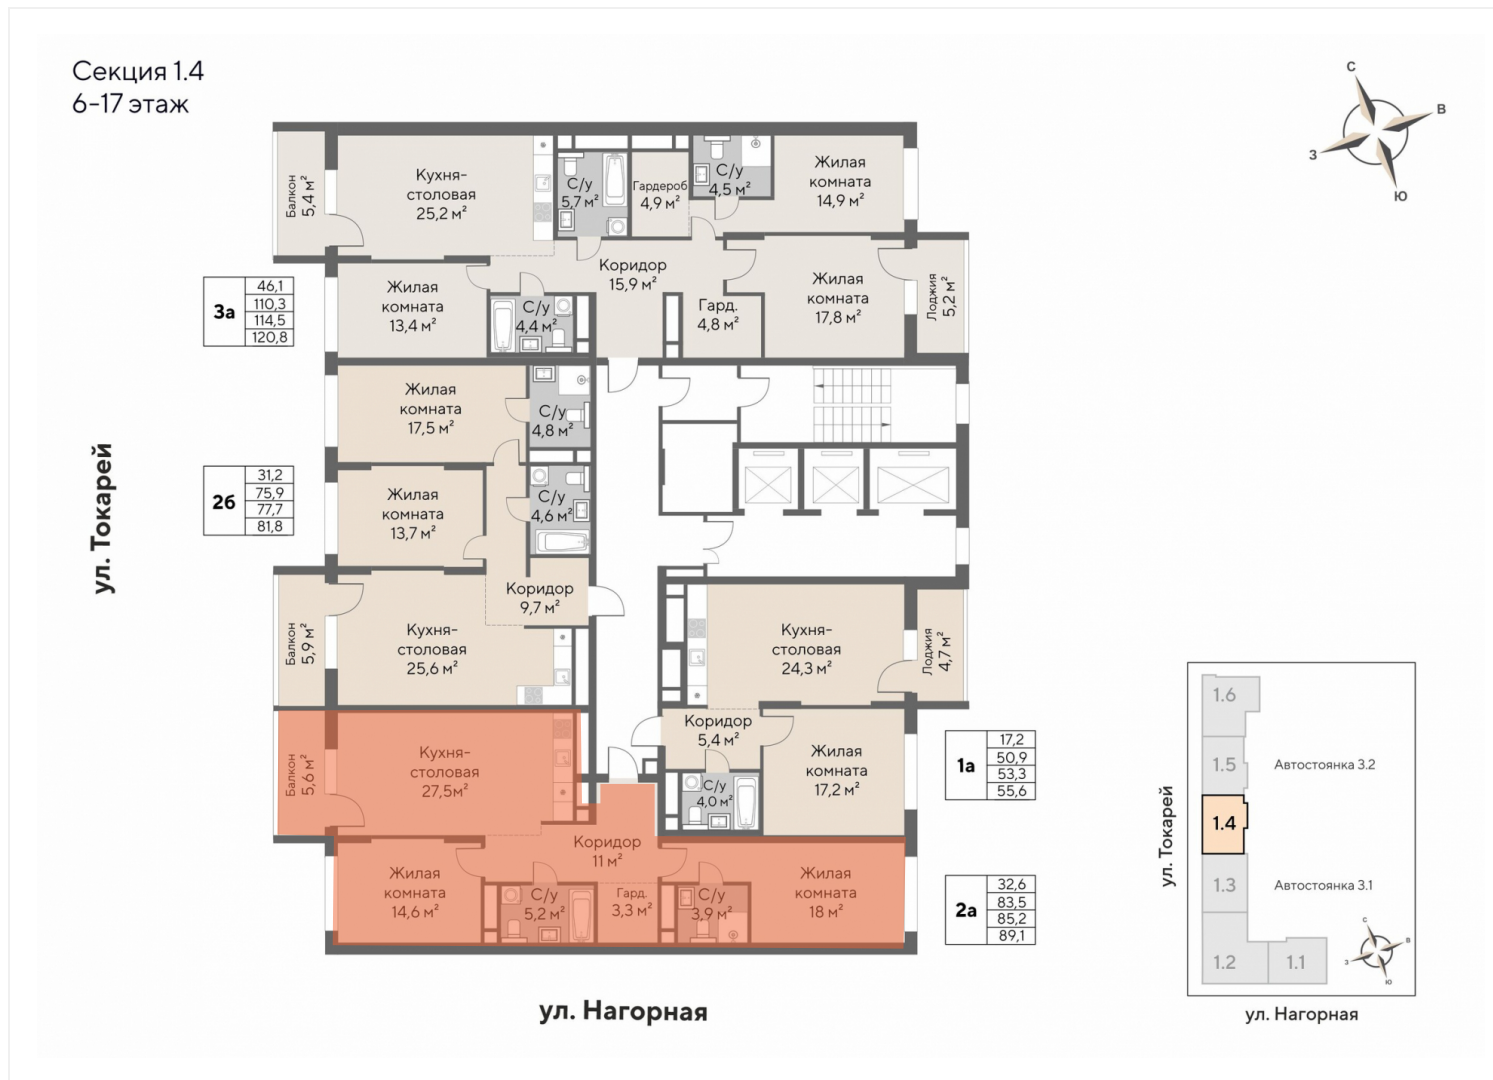 Секция 1.4
6-17 этаж
С
В
З
Ю
Балкон
5,4 м²
Кухня-
столовая
25,2 м²
С/у
5,7 м²
Гардероб
4,9 м²
С/у
4,5 м²
Жилая
комната
14,9 м²
Жилая
комната
13,4 м²
С/у
4,4 м²
Коридор
15,9 м²
Гард.
4,8 м²
Жилая
комната
17,8 м²
Лоджия
5,2 м²
3а
46,1
110,3
114,5
120,8
Жилая
комната
17,5 м²
С/у
4,8 м²
ул. Токарей
2б
31,2
75,9
77,7
81,8
Жилая
комната
13,7 м²
С/у
4,6 м²
Коридор
9,7 м²
Балкон
5,9 м²
Кухня-
столовая
25,6 м²
Кухня-
столовая
24,3 м²
Лоджия
4,7 м²
Коридор
5,4 м²
С/у
4,0 м²
Жилая
комната
17,2 м²
1а
17,2
50,9
53,3
55,6
Балкон
5,6 м²
Кухня-
столовая
27,5м²
Коридор
11 м²
Жилая
комната
14,6 м²
С/у
5,2 м²
Гард.
3,3 м²
С/у
3,9 м²
Жилая
комната
18 м²
2а
32,6
83,5
85,2
89,1
ул. Нагорная
1.6
1.5
Автостоянка 3.2
1.4
ул. Токарей
1.3
Автостоянка 3.1
1.2
1.1
С
В
З
Ю
ул. Нагорная